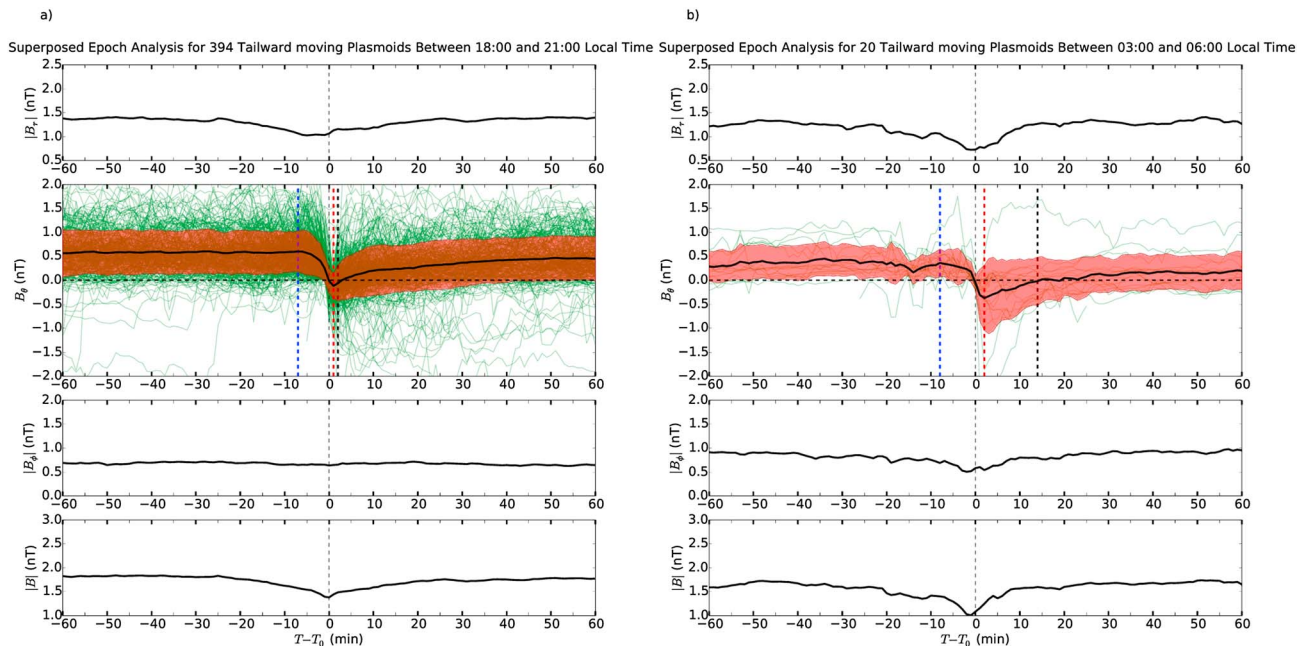 a)
Superposed Epoch Analysis for 394 Tailward moving Plasmoids Between 18:00 and 21:00 Local Time
2.5
2.0
1.5
1.0
0.5
|B_r| (nT)
−60 −50 −40 −30 −20 −10 0 10 20 30 40 50 60
2.0
1.5
1.0
0.5
0.0
−0.5
−1.0
−1.5
−2.0
B_θ (nT)
−60 −50 −40 −30 −20 −10 0 10 20 30 40 50 60
2.0
1.5
1.0
0.5
0.0
|B_ϕ| (nT)
−60 −50 −40 −30 −20 −10 0 10 20 30 40 50 60
3.0
2.5
2.0
1.5
1.0
|B| (nT)
−60 −50 −40 −30 −20 −10 0 10 20 30 40 50 60
T−T₀ (min)
b)
Superposed Epoch Analysis for 20 Tailward moving Plasmoids Between 03:00 and 06:00 Local Time
2.5
2.0
1.5
1.0
0.5
|B_r| (nT)
−60 −50 −40 −30 −20 −10 0 10 20 30 40 50 60
2.0
1.5
1.0
0.5
0.0
−0.5
−1.0
−1.5
−2.0
B_θ (nT)
−60 −50 −40 −30 −20 −10 0 10 20 30 40 50 60
2.0
1.5
1.0
0.5
0.0
|B_ϕ| (nT)
−60 −50 −40 −30 −20 −10 0 10 20 30 40 50 60
3.0
2.5
2.0
1.5
1.0
|B| (nT)
−60 −50 −40 −30 −20 −10 0 10 20 30 40 50 60
T−T₀ (min)